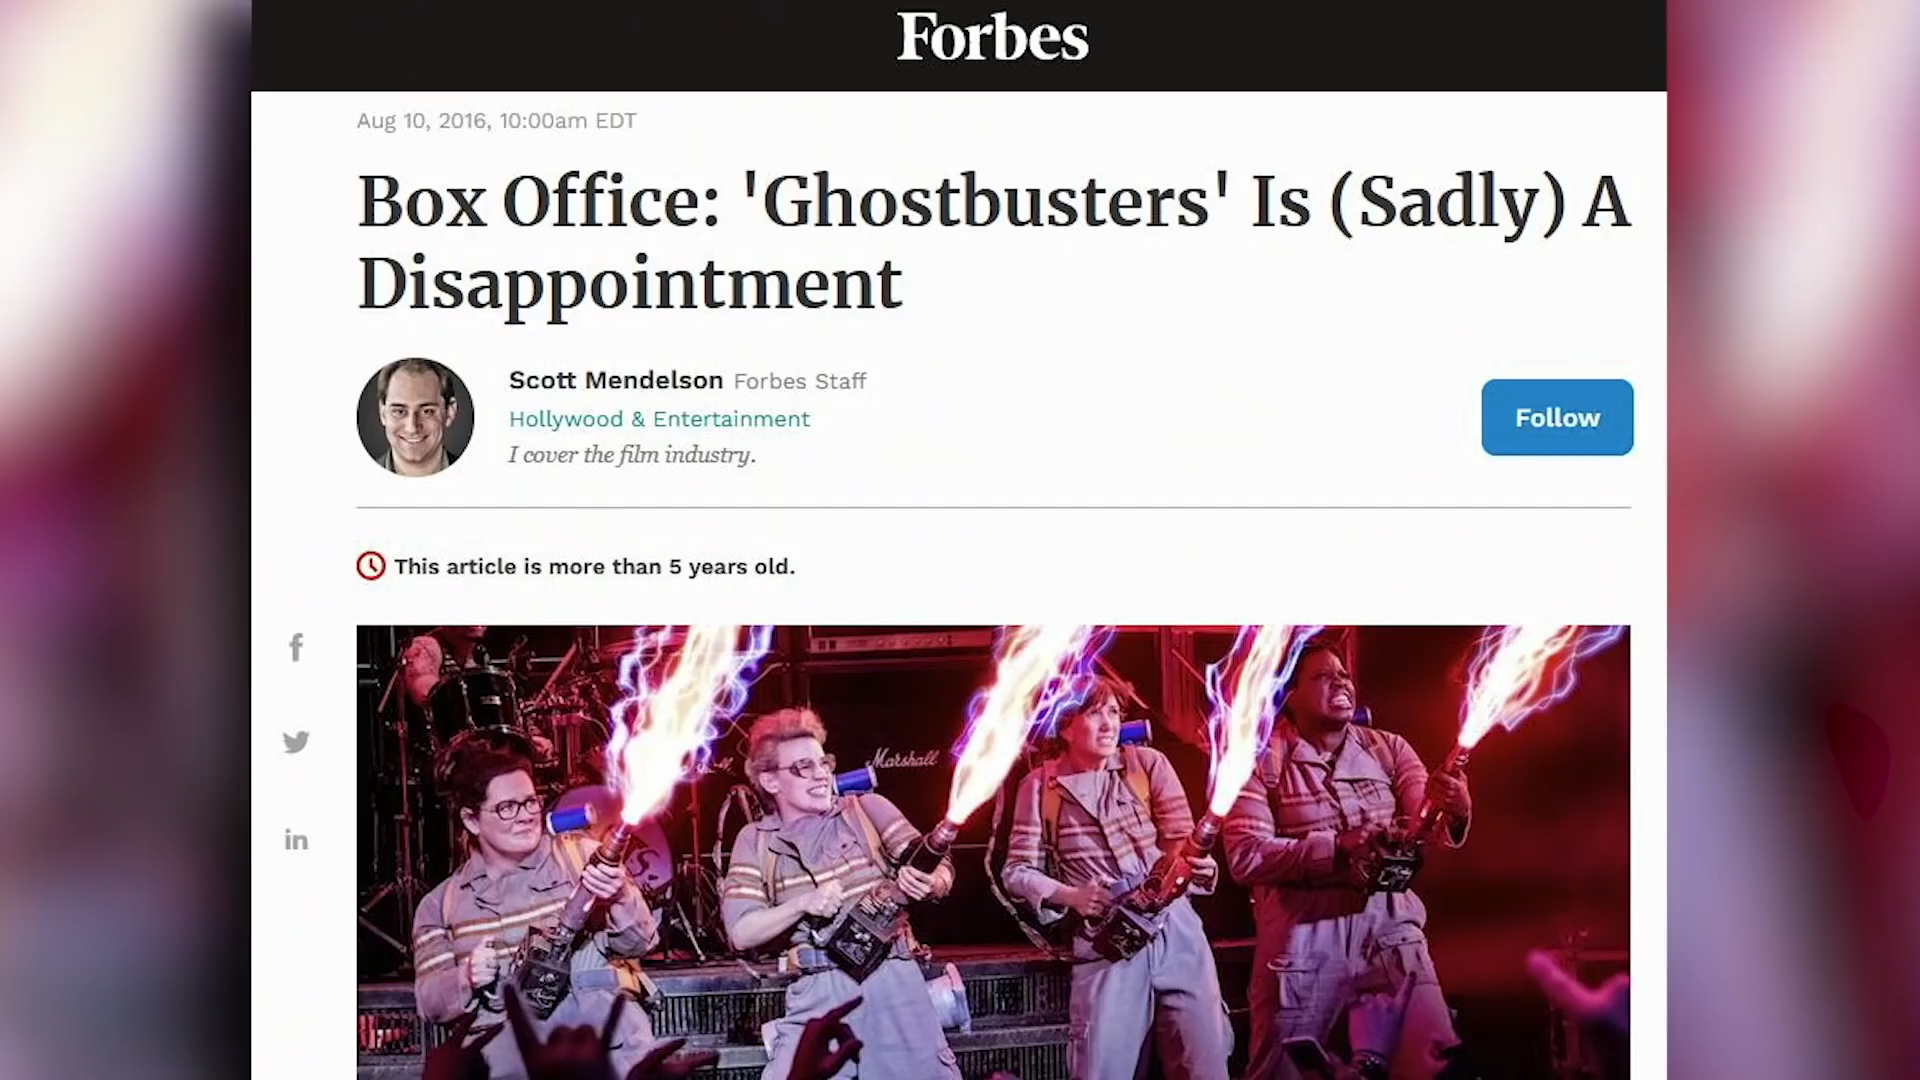 Forbes
Aug 10, 2016, 10:00am EDT
Box Office: 'Ghostbusters' Is (Sadly) A
Disappointment
Scott Mendelson Forbes Staff
Hollywood & Entertainment
I cover the film industry.
Follow
This article is more than 5 years old.
f
in
Marshall